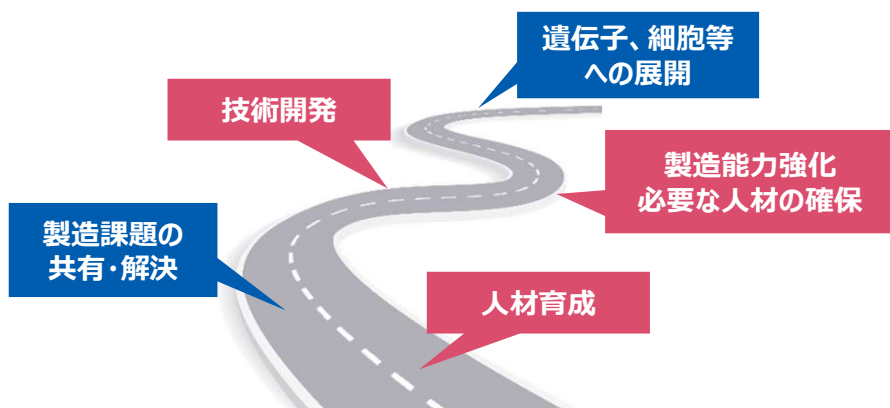 遺伝子、細胞等
への展開
技術開発
製造能力強化
必要な人材の確保
製造課題の
共有・解決
人材育成